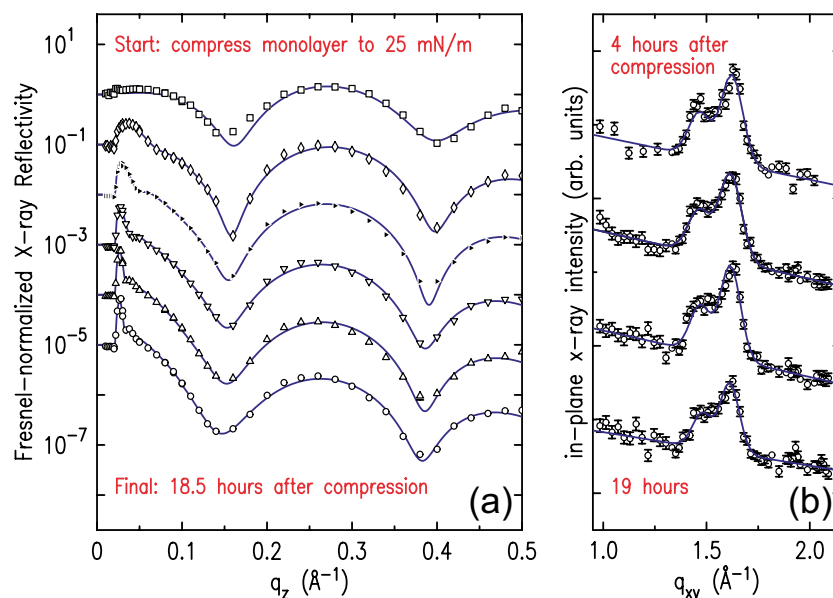 Fresnel-normalized X-ray Reflectivity
10^1
10^-1
10^-3
10^-5
10^-7
Start: compress monolayer to 25 mN/m
Final: 18.5 hours after compression
(a)
0 0.1 0.2 0.3 0.4 0.5
q_z (Å^-1)
in-plane x-ray intensity (arb. units)
4 hours after
compression
19 hours
(b)
1.0 1.5 2.0
q_xy (Å^-1)